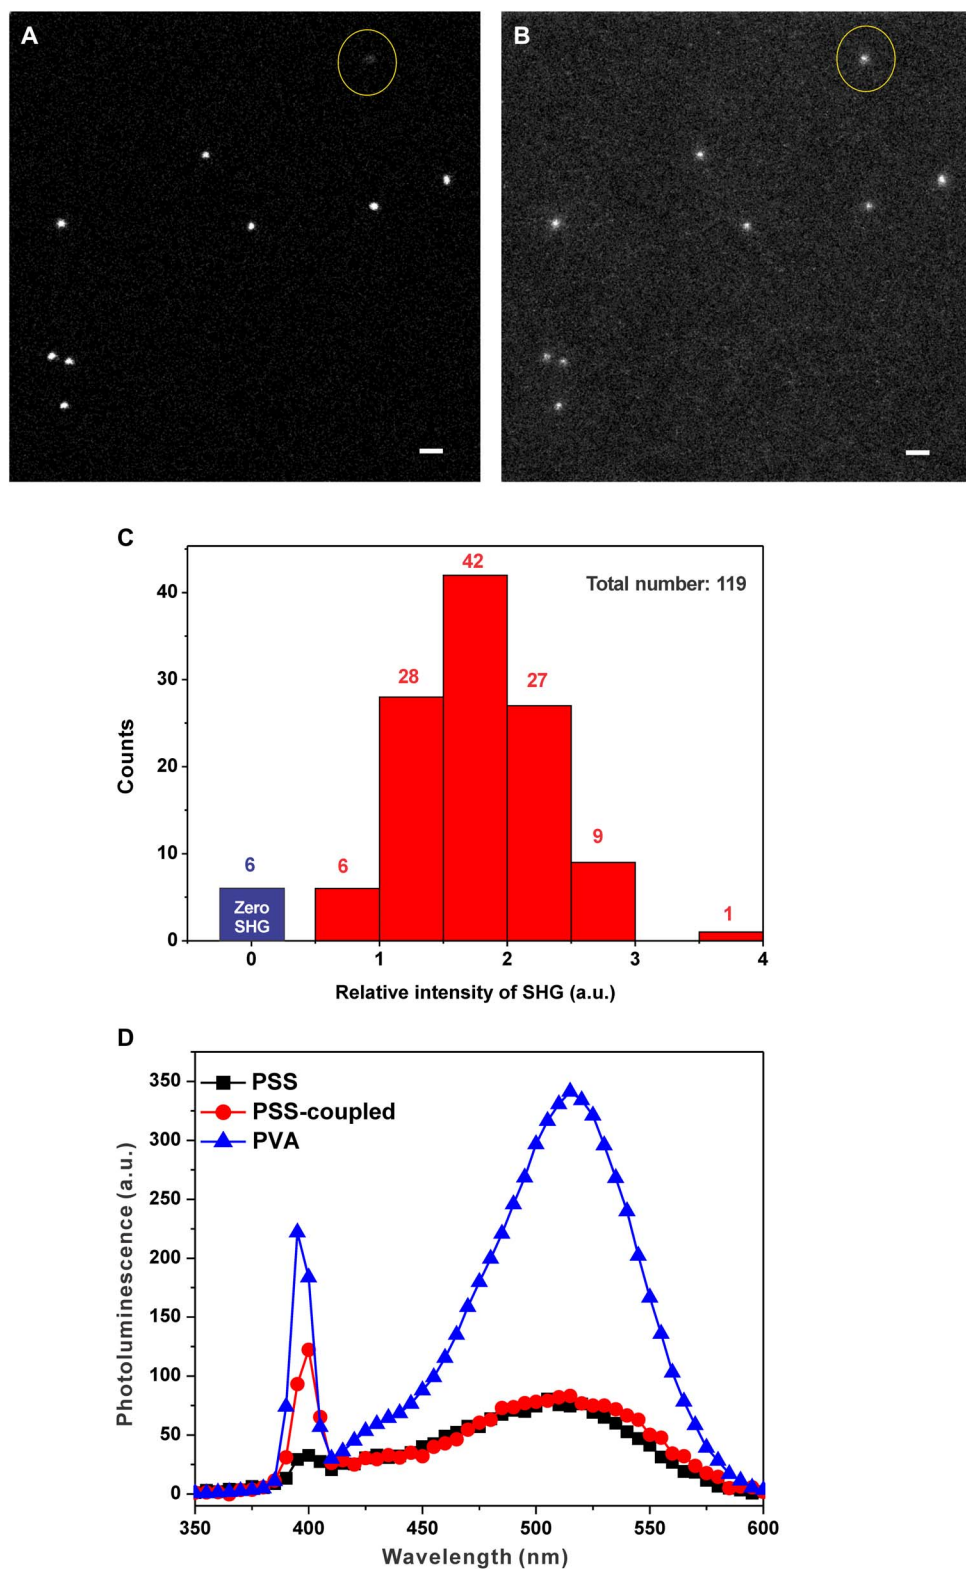 A
B
C
Total number: 119
42
28
27
6
Zero
SHG
6
9
1
Counts
40
30
20
10
0
0
1
2
3
4
Relative intensity of SHG (a.u.)
D
PSS
PSS-coupled
PVA
Photoluminescence (a.u.)
350
300
250
200
150
100
50
0
350
400
450
500
550
600
Wavelength (nm)